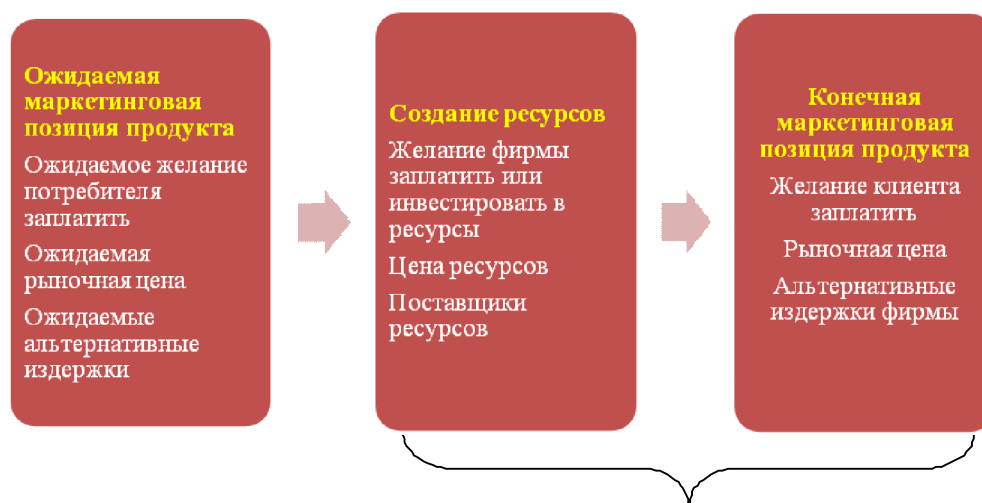 Ожидаемая
маркетинговая
позиция продукта
Ожидаемое желание
потребителя
заплатить
Ожидаемая
рыночная цена
Ожидаемые
альтернативные
издержки
Создание ресурсов
Желание фирмы
заплатить или
инвестировать в
ресурсы
Цена ресурсов
Поставщики
ресурсов
Конечная
маркетинговая
позиция продукта
Желание клиента
заплатить
Рыночная цена
Альтернативные
издержки фирмы